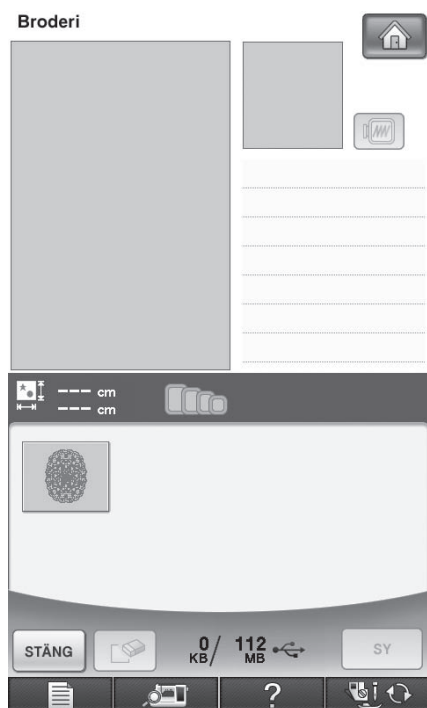 Broderi
--- cm
--- cm
STÄNG
0 KB/
112 MB
SY
?
i